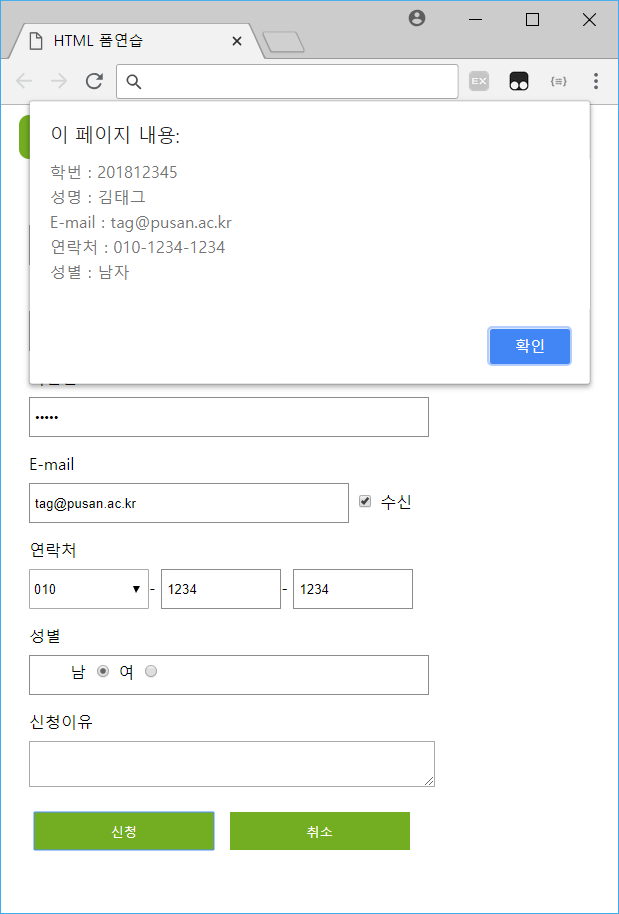 HTML 폼연습
EX
{≡}
이 페이지 내용:
학번 : 201812345
성명 : 김태그
E-mail : tag@pusan.ac.kr
연락처 : 010-1234-1234
성별 : 남자
확인
•••••
E-mail
tag@pusan.ac.kr 수신
연락처
010 - 1234 - 1234
성별
남 여
신청이유
신청 취소